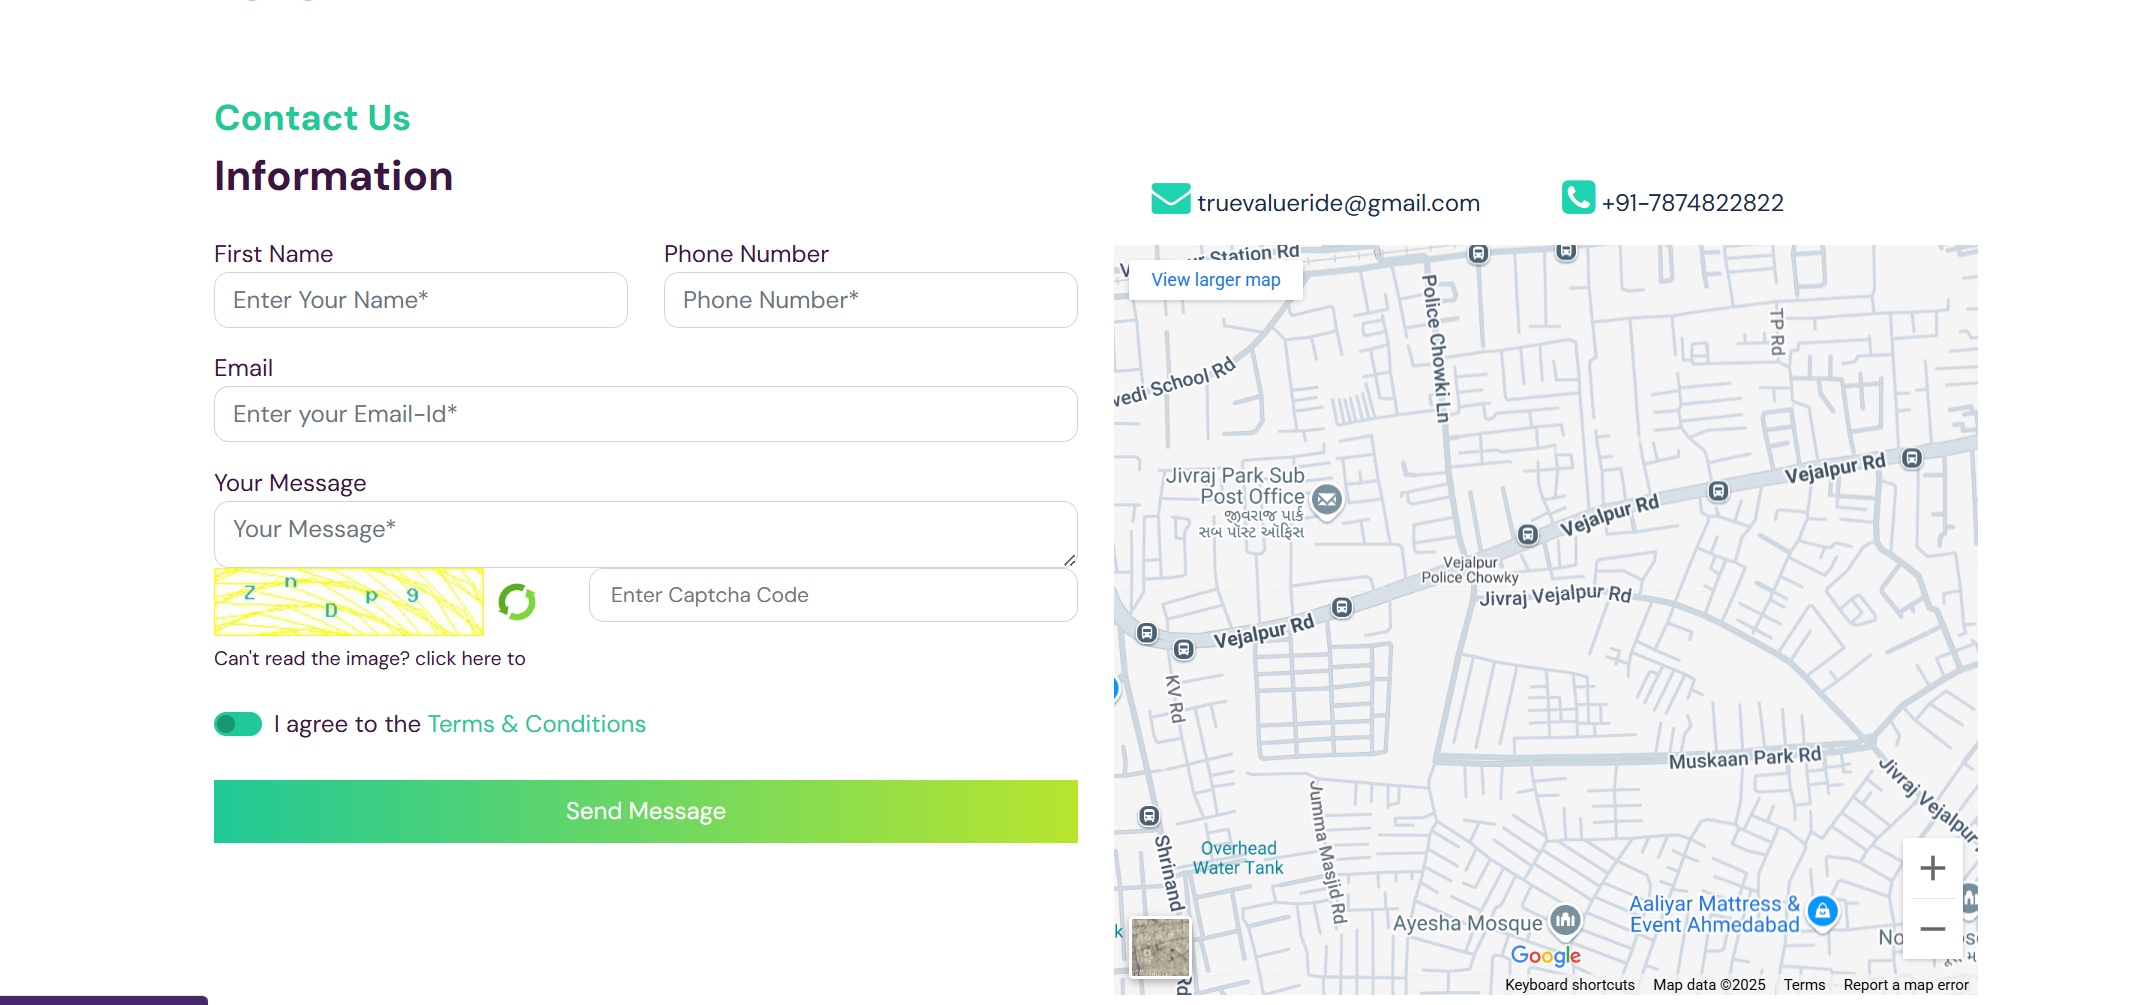 Contact Us
Information
truevalueride@gmail.com
+91-7874822822
First Name
Phone Number
Enter Your Name*
Phone Number*
Email
Enter your Email-Id*
Your Message
Your Message*
Z n D p 9
Enter Captcha Code
Can't read the image? click here to
I agree to the Terms & Conditions
Send Message
Station Rd
View larger map
Police Chowki Ln
TP Rd
School Rd
Vejalpur Rd
Jivraj Park Sub
Post Office
જીવરાજ પાર્ક
સબ પૉસ્ટ ઑફિસ
Vejalpur Rd
Vejalpur
Police Chowky
Jivraj Vejalpur Rd
Vejalpur Rd
KV Rd
Muskaan Park Rd
Jivraj Vejalpur
Jumma Masjid Rd
Shrinand
Rd
Overhead
Water Tank
Aaliyar Mattress &
Event Ahmedabad
Ayesha Mosque
Google
Keyboard shortcuts
Map data ©2025
Terms
Report a map error